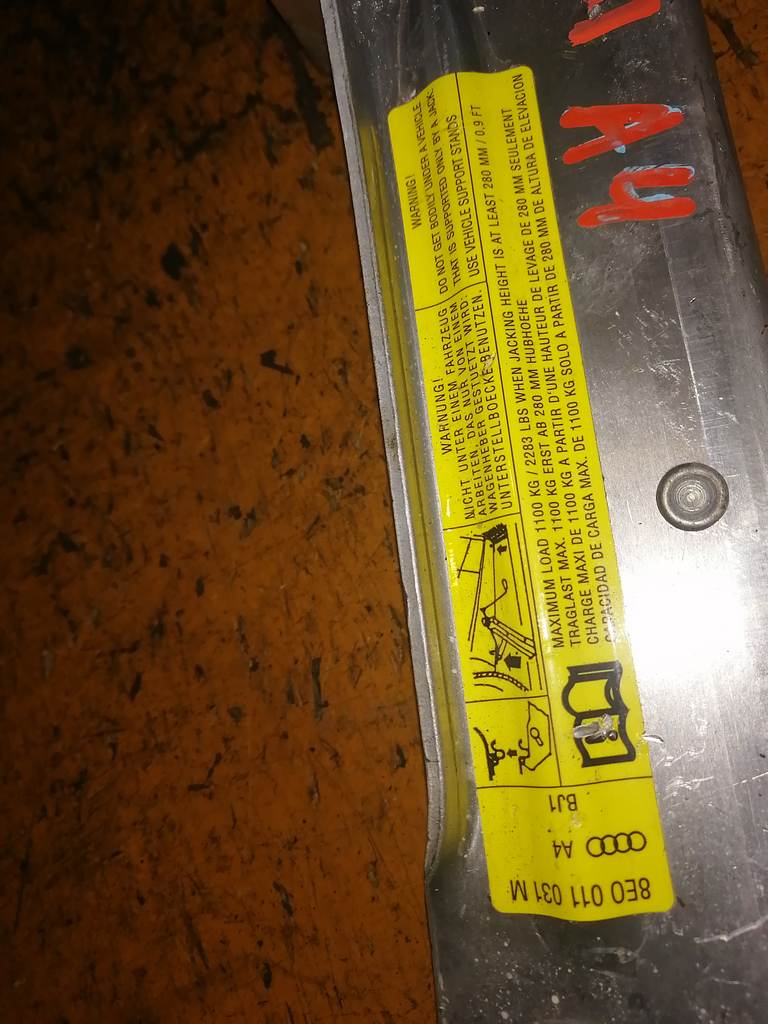 WARNING!
DO NOT GET BODILY UNDER A VEHICLE
THAT IS SUPPORTED ONLY BY A JACK:
USE VEHICLE SUPPORT STANDS
WARNUNG!
NICHT UNTER EINEM FAHRZEUG
ARBEITEN, DAS NUR VON EINEM
WAGENHEBER GESTUETZT WIRD:
UNTERSTELLBOECKE BENUTZEN.
MAXIMUM LOAD 1100 KG / 2283 LBS WHEN JACKING HEIGHT IS AT LEAST 280 MM / 0.9 FT
TRAGLAST MAX. 1100 KG ERST AB 280 MM HUBHOEHE
CHARGE MAXI DE 1100 KG A PARTIR D'UNE HAUTEUR DE LEVAGE DE 280 MM SEULEMENT
CAPACIDAD DE CARGA MAX. DE 1100 KG SOLO A PARTIR DE 280 MM DE ALTURA DE ELEVACION
BJ1
A4
8E0 011 031 M